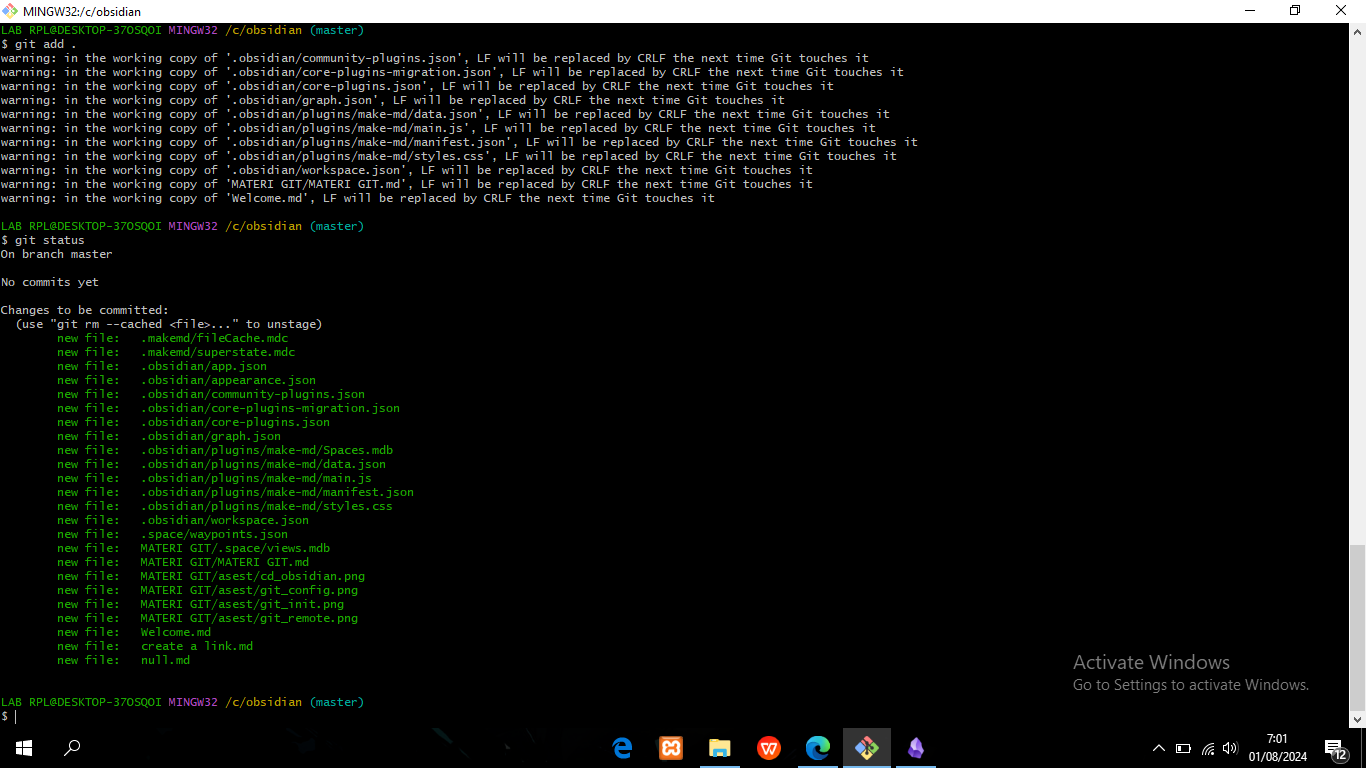 MINGW32:/c/obsidian
LAB RPL@DESKTOP-37OSQOI MINGW32 /c/obsidian (master)
$ git add .
warning: in the working copy of '.obsidian/community-plugins.json', LF will be replaced by CRLF the next time Git touches it
warning: in the working copy of '.obsidian/core-plugins-migration.json', LF will be replaced by CRLF the next time Git touches it
warning: in the working copy of '.obsidian/core-plugins.json', LF will be replaced by CRLF the next time Git touches it
warning: in the working copy of '.obsidian/graph.json', LF will be replaced by CRLF the next time Git touches it
warning: in the working copy of '.obsidian/plugins/make-md/data.json', LF will be replaced by CRLF the next time Git touches it
warning: in the working copy of '.obsidian/plugins/make-md/main.js', LF will be replaced by CRLF the next time Git touches it
warning: in the working copy of '.obsidian/plugins/make-md/manifest.json', LF will be replaced by CRLF the next time Git touches it
warning: in the working copy of '.obsidian/plugins/make-md/styles.css', LF will be replaced by CRLF the next time Git touches it
warning: in the working copy of '.obsidian/workspace.json', LF will be replaced by CRLF the next time Git touches it
warning: in the working copy of 'MATERI GIT/MATERI GIT.md', LF will be replaced by CRLF the next time Git touches it
warning: in the working copy of 'Welcome.md', LF will be replaced by CRLF the next time Git touches it
LAB RPL@DESKTOP-37OSQOI MINGW32 /c/obsidian (master)
$ git status
On branch master
No commits yet
Changes to be committed:
(use "git rm --cached <file>..." to unstage)
new file: .makemd/fileCache.mdc
new file: .makemd/superstate.mdc
new file: .obsidian/app.json
new file: .obsidian/appearance.json
new file: .obsidian/community-plugins.json
new file: .obsidian/core-plugins-migration.json
new file: .obsidian/core-plugins.json
new file: .obsidian/graph.json
new file: .obsidian/plugins/make-md/Spaces.mdb
new file: .obsidian/plugins/make-md/data.json
new file: .obsidian/plugins/make-md/main.js
new file: .obsidian/plugins/make-md/manifest.json
new file: .obsidian/plugins/make-md/styles.css
new file: .obsidian/workspace.json
new file: .space/waypoints.json
new file: MATERI GIT/.space/views.mdb
new file: MATERI GIT/MATERI GIT.md
new file: MATERI GIT/asest/cd_obsidian.png
new file: MATERI GIT/asest/git_config.png
new file: MATERI GIT/asest/git_init.png
new file: MATERI GIT/asest/git_remote.png
new file: Welcome.md
new file: create a link.md
new file: null.md
LAB RPL@DESKTOP-37OSQOI MINGW32 /c/obsidian (master)
$
Activate Windows
Go to Settings to activate Windows.
7:01
01/08/2024
12